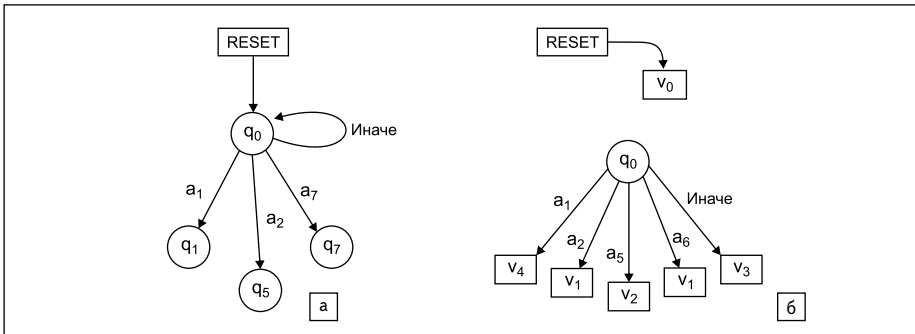 RESET
q₀
Иначе
a₁
a₂
a₇
q₁
q₅
q₇
а
RESET
v₀
q₀
a₁
a₂
a₅
a₆
Иначе
v₄
v₁
v₂
v₁
v₃
б